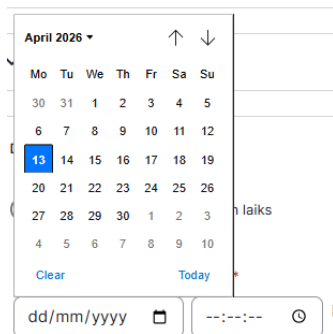 April 2026
Mo Tu We Th Fr Sa Su
30 31 1 2 3 4 5
6 7 8 9 10 11 12
13 14 15 16 17 18 19
20 21 22 23 24 25 26
27 28 29 30 1 2 3
laiks
4 5 6 7 8 9 10
Clear Today
*
dd/mm/yyyy --:--:--